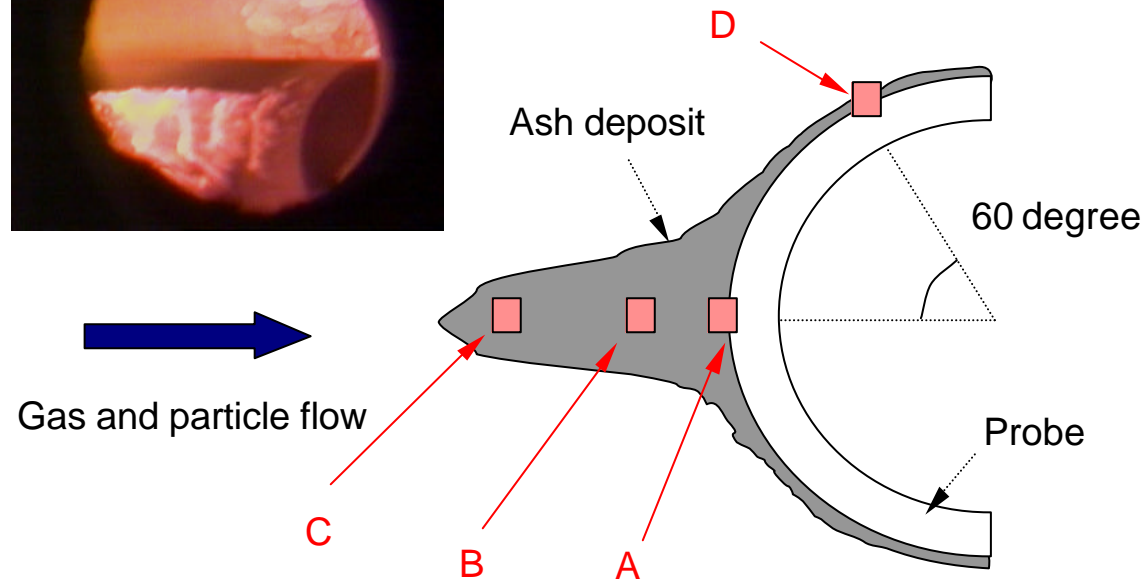 D
Ash deposit
60 degree
Gas and particle flow
Probe
C
B
A